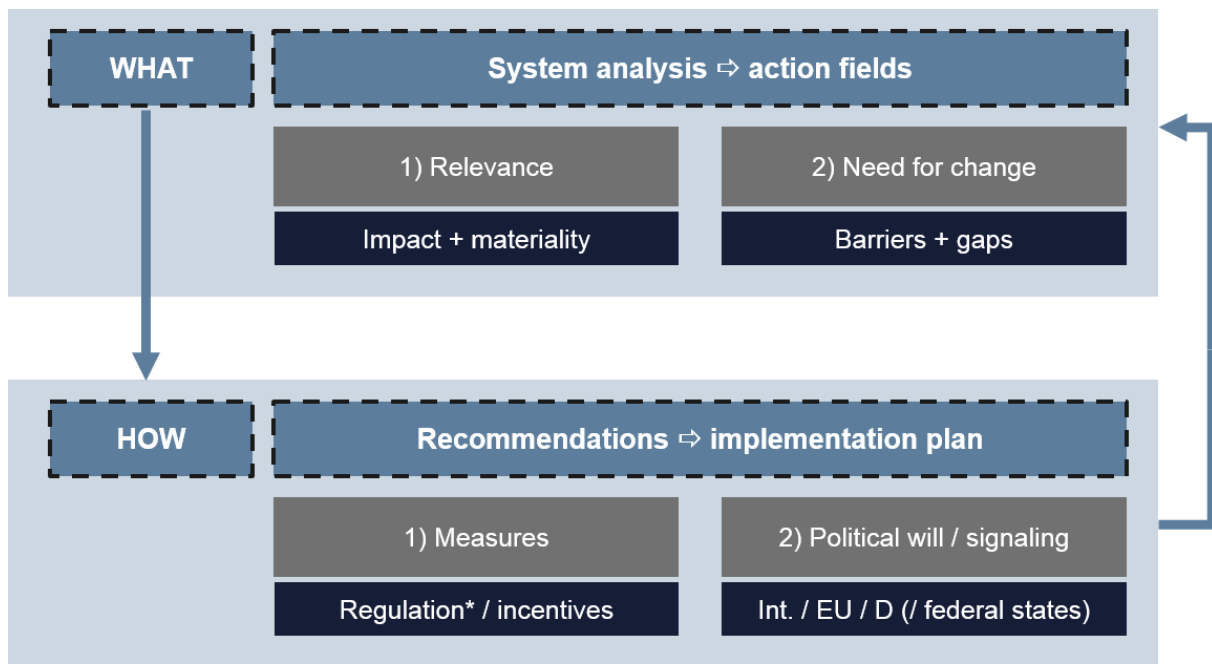 WHAT
System analysis ⇨ action fields
1) Relevance
2) Need for change
Impact + materiality
Barriers + gaps
HOW
Recommendations ⇨ implementation plan
1) Measures
2) Political will / signaling
Regulation* / incentives
Int. / EU / D (/ federal states)